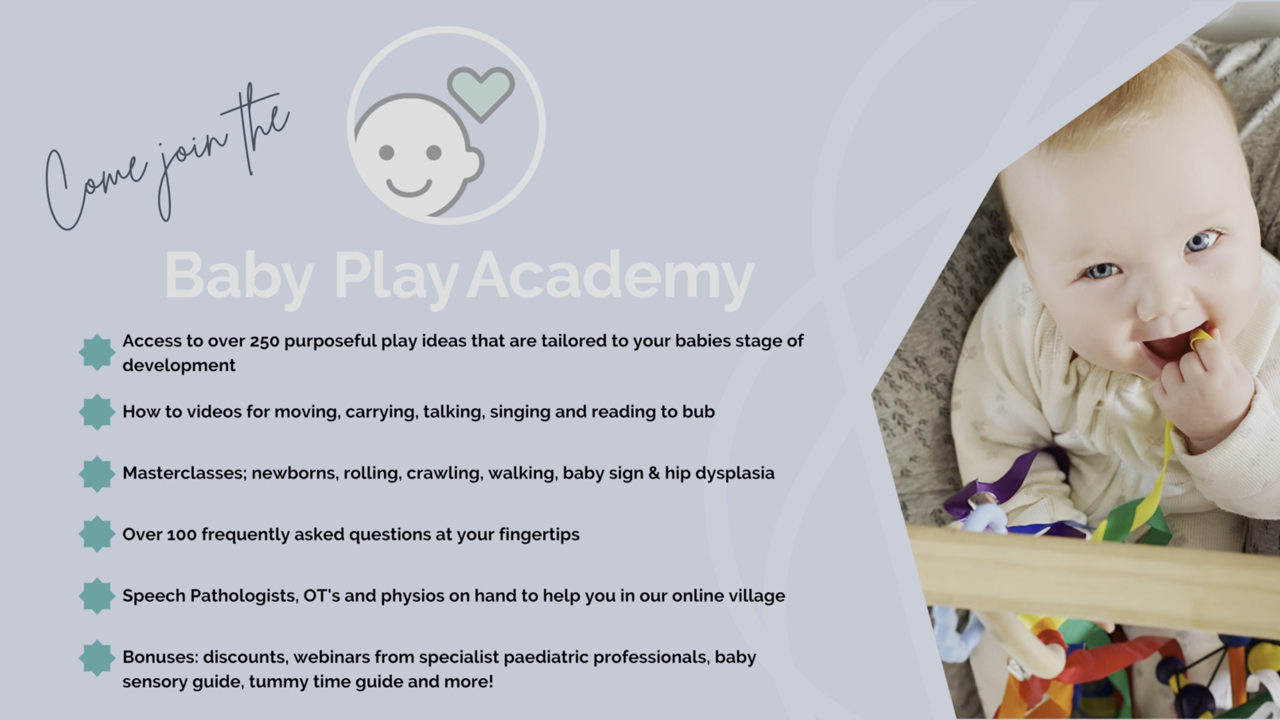 Come join the
Baby Play Academy
Access to over 250 purposeful play ideas that are tailored to your babies stage of
development
How to videos for moving, carrying, talking, singing and reading to bub
Masterclasses; newborns, rolling, crawling, walking, baby sign & hip dysplasia
Over 100 frequently asked questions at your fingertips
Speech Pathologists, OT's and physios on hand to help you in our online village
Bonuses: discounts, webinars from specialist paediatric professionals, baby
sensory guide, tummy time guide and more!